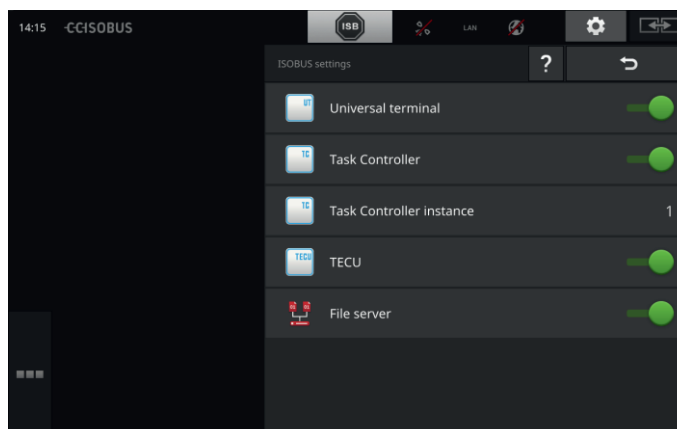 14:15 CCISOBUS
ISB
LAN
ISOBUS settings
?
UT
Universal terminal
TC
Task Controller
TC
Task Controller instance
1
TECU
TECU
File server